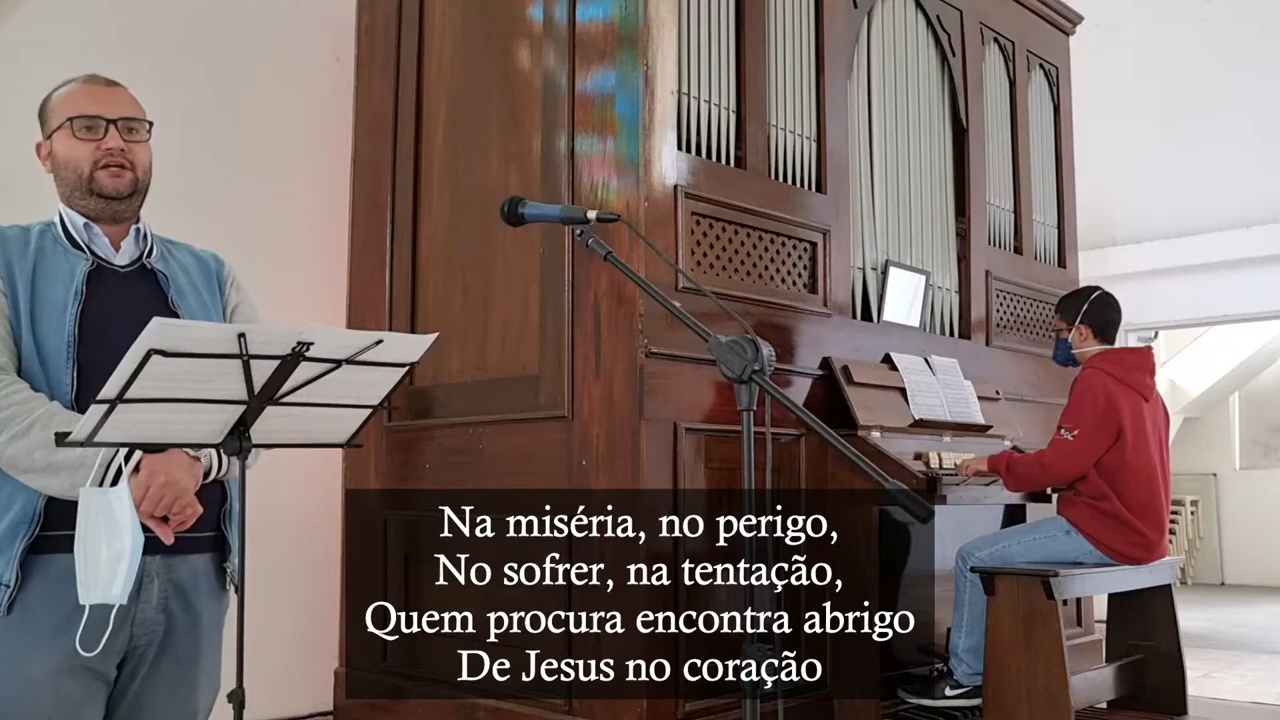 Na miséria, no perigo,
No sofrer, na tentação,
Quem procura encontra abrigo
De Jesus no coração